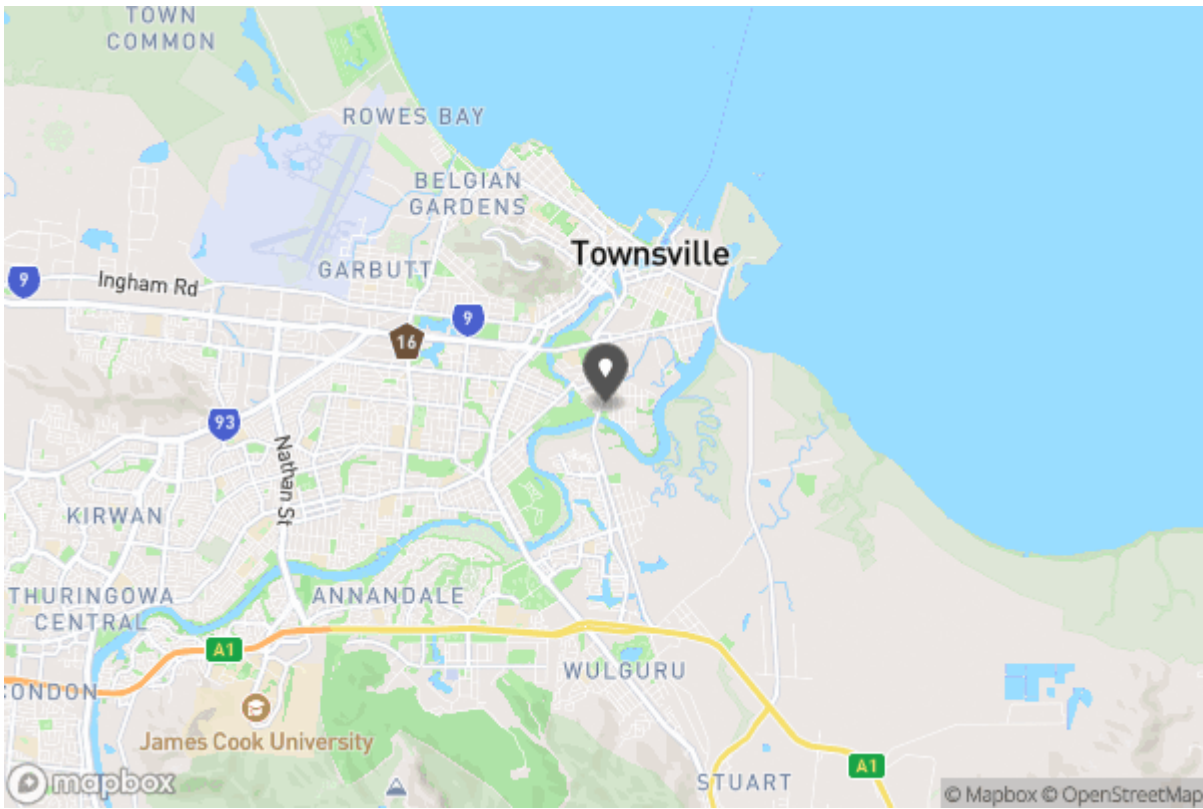 TOWN
COMMON
ROWES BAY
BELGIAN
GARDENS
Townsville
GARBUTT
9
Ingham Rd
9
16
93
Nathan St
KIRWAN
THURINGOWA
CENTRAL
ANNANDALE
A1
WULGURU
CONDON
James Cook University
A1
STUART
mapbox
© Mapbox © OpenStreetMap